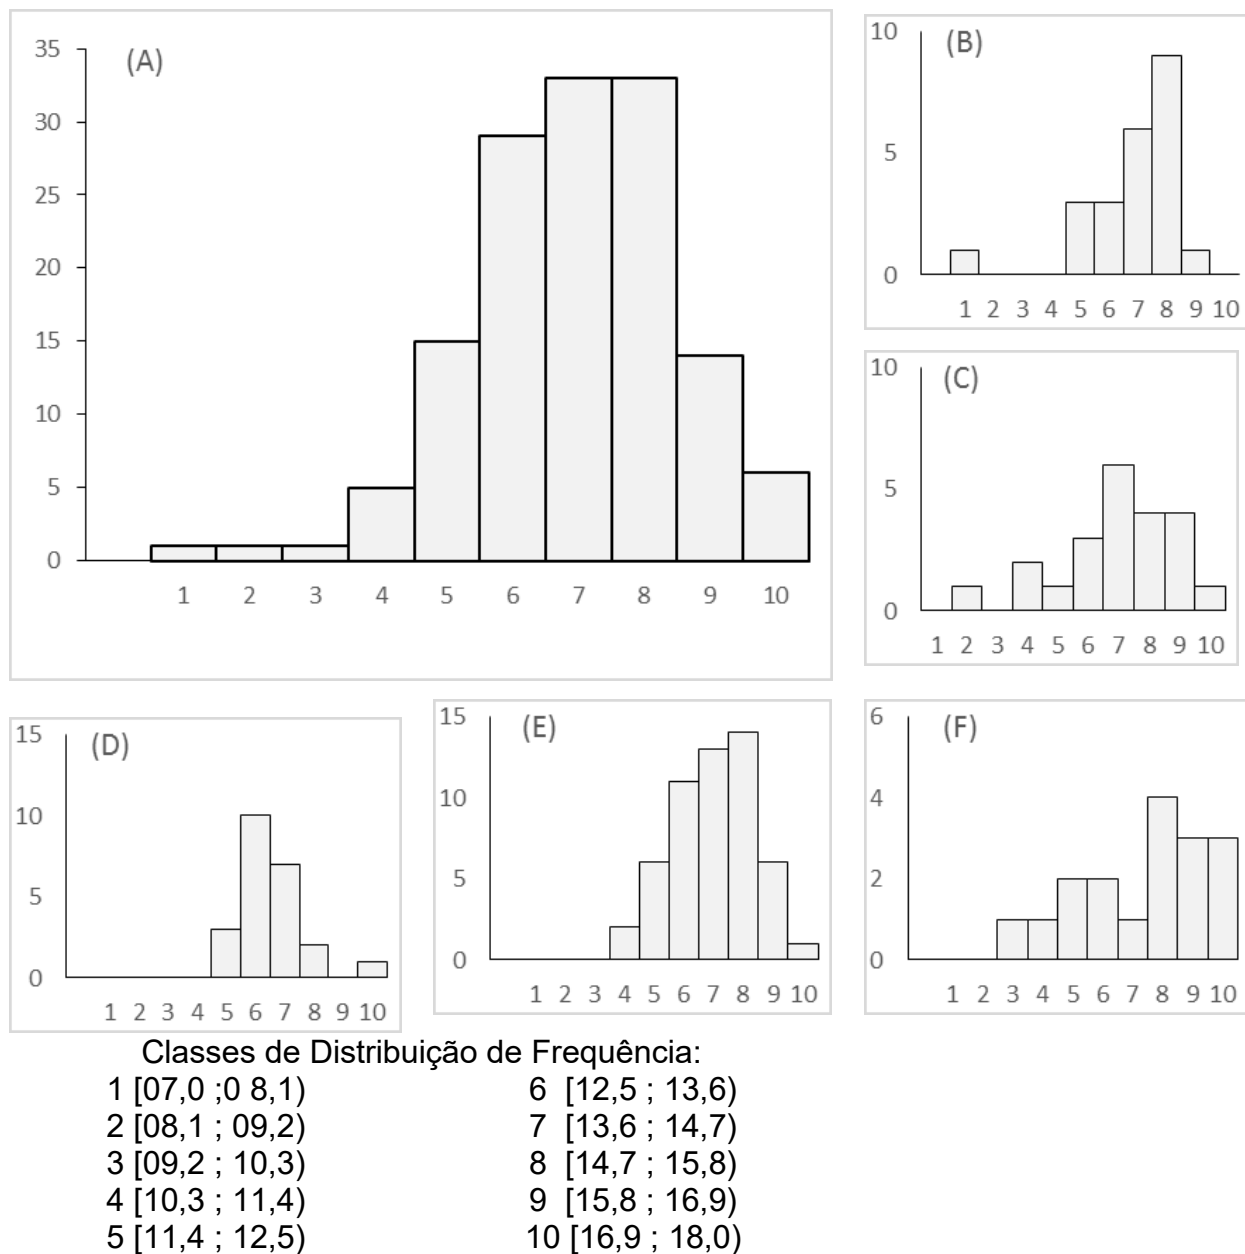 (A)
35
30
25
20
15
10
5
0
1 2 3 4 5 6 7 8 9 10
(B)
10
5
0
1 2 3 4 5 6 7 8 9 10
(C)
10
5
0
1 2 3 4 5 6 7 8 9 10
(D)
15
10
5
0
1 2 3 4 5 6 7 8 9 10
(E)
15
10
5
0
1 2 3 4 5 6 7 8 9 10
(F)
6
4
2
0
1 2 3 4 5 6 7 8 9 10
Classes de Distribuição de Frequência:
1 [07,0 ;0 8,1)
2 [08,1 ; 09,2)
3 [09,2 ; 10,3)
4 [10,3 ; 11,4)
5 [11,4 ; 12,5)
6 [12,5 ; 13,6)
7 [13,6 ; 14,7)
8 [14,7 ; 15,8)
9 [15,8 ; 16,9)
10 [16,9 ; 18,0)